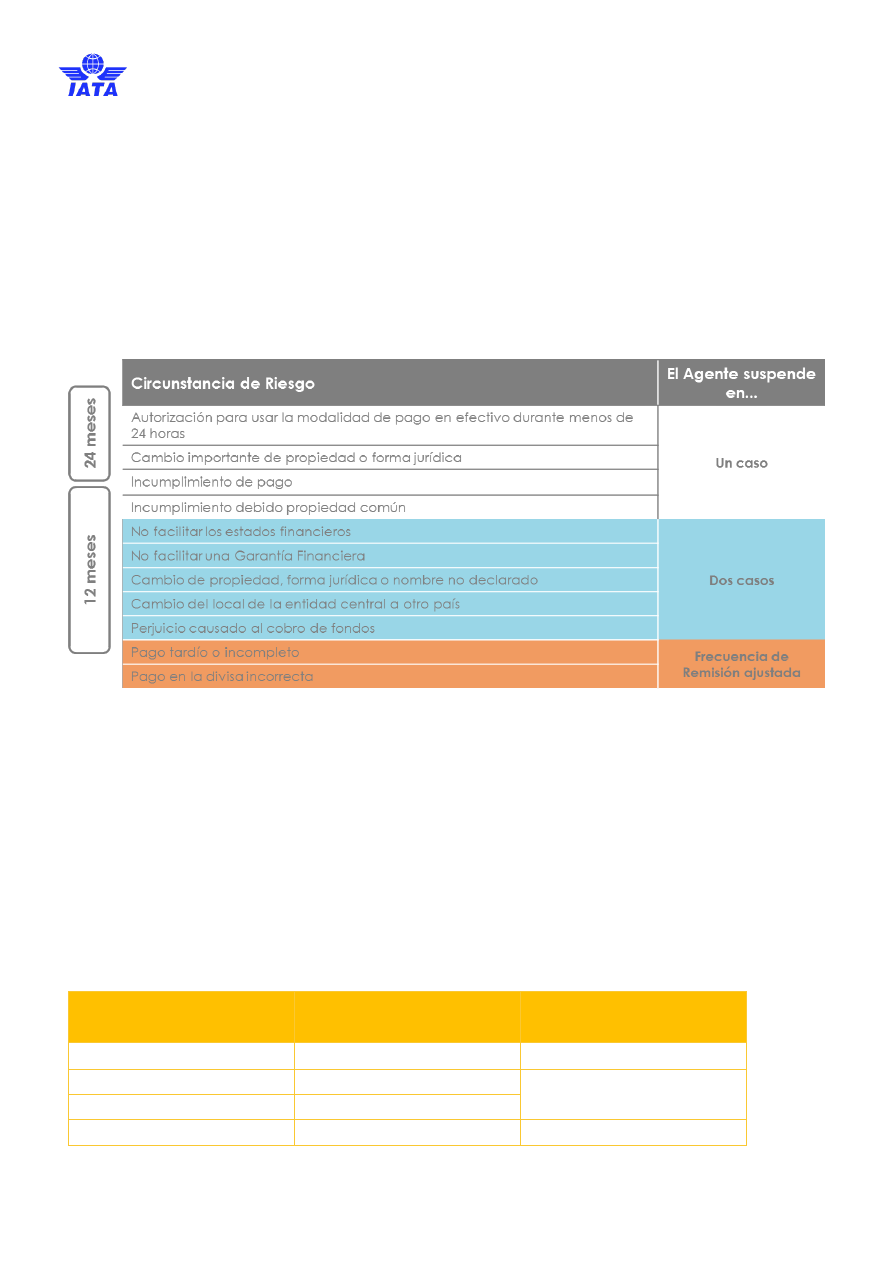 IATA
24 meses
12 meses
Circunstancia de Riesgo
El Agente suspende
en...
Autorización para usar la modalidad de pago en efectivo durante menos de
24 horas
Cambio importante de propiedad o forma jurídica
Incumplimiento de pago
Incumplimiento debido propiedad común
Un caso
No facilitar los estados financieros
No facilitar una Garantía Financiera
Cambio de propiedad, forma jurídica o nombre no declarado
Cambio del local de la entidad central a otro país
Perjuicio causado al cobro de fondos
Dos casos
Pago tardío o incompleto
Pago en la divisa incorrecta
Frecuencia de
Remisión ajustada